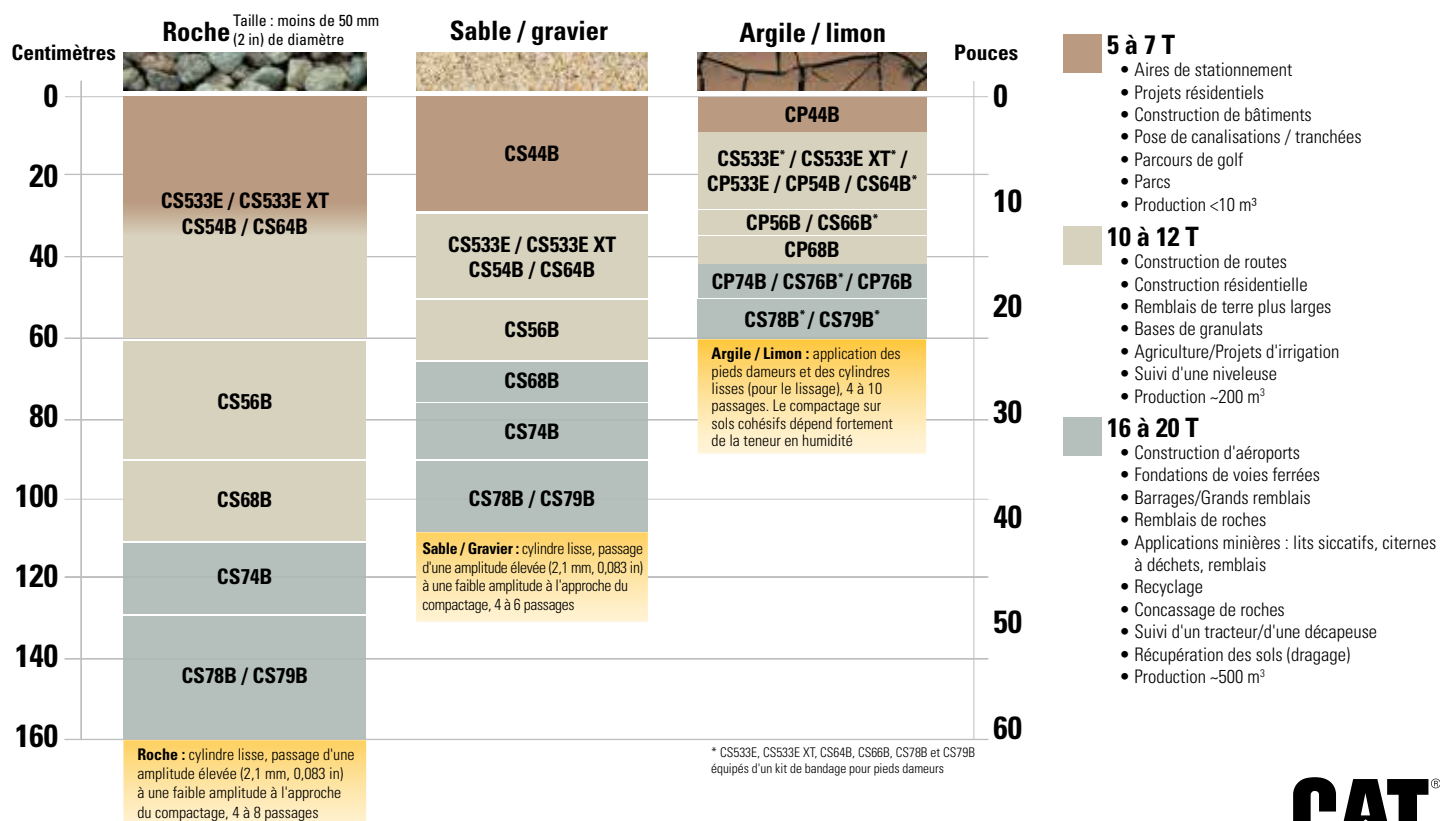 Centimètres
Roche
Taille : moins de 50 mm
(2 in) de diamètre
Sable / gravier
Argile / limon
Pouces
0
20
40
60
80
100
120
140
160
CS533E / CS533E XT
CS54B / CS64B
CS56B
CS68B
CS74B
CS78B / CS79B
Roche : cylindre lisse, passage d'une
amplitude élevée (2,1 mm, 0,083 in)
à une faible amplitude à l'approche
du compactage, 4 à 8 passages
CS44B
CS533E / CS533E XT
CS54B / CS64B
CS56B
CS68B
CS74B
CS78B / CS79B
Sable / Gravier : cylindre lisse, passage
d'une amplitude élevée (2,1 mm, 0,083 in)
à une faible amplitude à l'approche du
compactage, 4 à 6 passages
CP44B
CS533E* / CS533E XT* /
CP533E / CP54B / CS64B*
CP56B / CS66B*
CP68B
CP74B / CS76B* / CP76B
CS78B* / CS79B*
Argile / Limon : application des
pieds dameurs et des cylindres
lisses (pour le lissage), 4 à 10
passages. Le compactage sur
sols cohésifs dépend fortement
de la teneur en humidité
* CS533E, CS533E XT, CS64B, CS66B, CS78B et CS79B
équipés d'un kit de bandage pour pieds dameurs
0
10
20
30
40
50
60
5 à 7 T
• Aires de stationnement
• Projets résidentiels
• Construction de bâtiments
• Pose de canalisations / tranchées
• Parcours de golf
• Parcs
• Production <10 m³
10 à 12 T
• Construction de routes
• Construction résidentielle
• Remblais de terre plus larges
• Bases de granulats
• Agriculture/Projets d'irrigation
• Suivi d'une niveleuse
• Production ~200 m³
16 à 20 T
• Construction d'aéroports
• Fondations de voies ferrées
• Barrages/Grands remblais
• Remblais de roches
• Applications minières : lits siccatifs, citernes
à déchets, remblais
• Recyclage
• Concassage de roches
• Suivi d'un tracteur/d'une décapeuse
• Récupération des sols (dragage)
• Production ~500 m³
CAT®